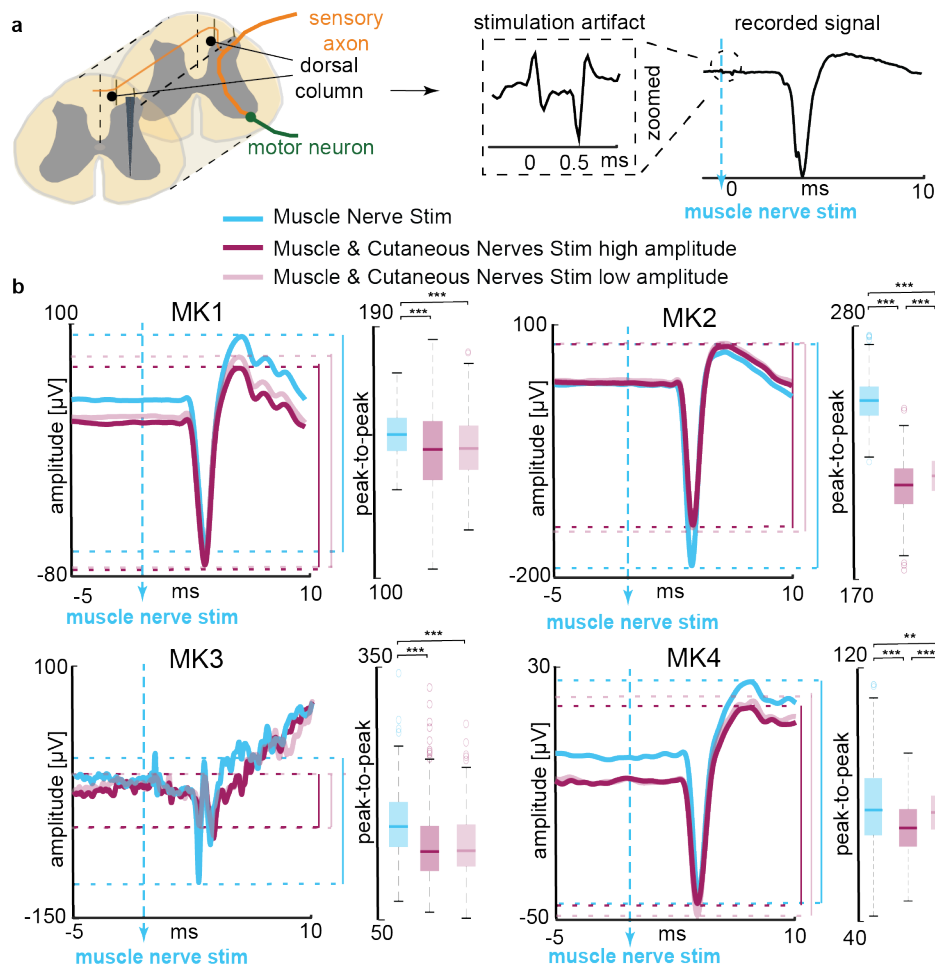 a
sensory
axon
dorsal
column
motor neuron
stimulation artifact
zoomed
0 0.5 ms
recorded signal
0 ms 10
muscle nerve stim
Muscle Nerve Stim
Muscle & Cutaneous Nerves Stim high amplitude
Muscle & Cutaneous Nerves Stim low amplitude
b
MK1
100
amplitude [µV]
-80
-5 ms 10
muscle nerve stim
190
peak-to-peak
100
***
***
MK2
100
amplitude [µV]
-200
-5 ms 10
muscle nerve stim
280
peak-to-peak
170
***
*** ***
MK3
100
amplitude [µV]
-150
-5 ms 10
muscle nerve stim
350
peak-to-peak
50
***
***
MK4
30
amplitude [µV]
-50
-5 ms 10
muscle nerve stim
120
peak-to-peak
40
**
*** ***